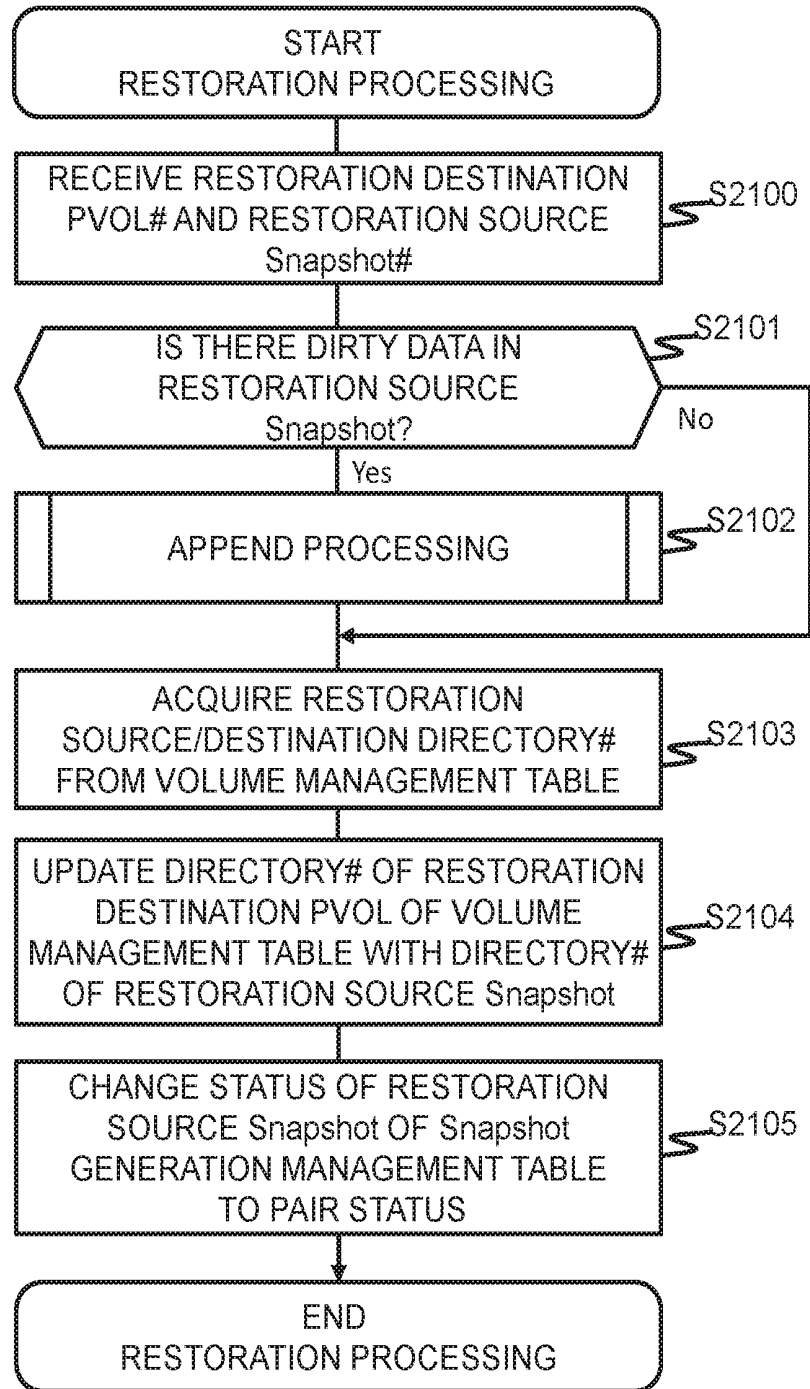 START
RESTORATION PROCESSING
RECEIVE RESTORATION DESTINATION
PVOL# AND RESTORATION SOURCE
Snapshot#
S2100
IS THERE DIRTY DATA IN
RESTORATION SOURCE
Snapshot?
S2101
No
Yes
APPEND PROCESSING
S2102
ACQUIRE RESTORATION
SOURCE/DESTINATION DIRECTORY#
FROM VOLUME MANAGEMENT TABLE
S2103
UPDATE DIRECTORY# OF RESTORATION
DESTINATION PVOL OF VOLUME
MANAGEMENT TABLE WITH DIRECTORY#
OF RESTORATION SOURCE Snapshot
S2104
CHANGE STATUS OF RESTORATION
SOURCE Snapshot OF Snapshot
GENERATION MANAGEMENT TABLE
TO PAIR STATUS
S2105
END
RESTORATION PROCESSING